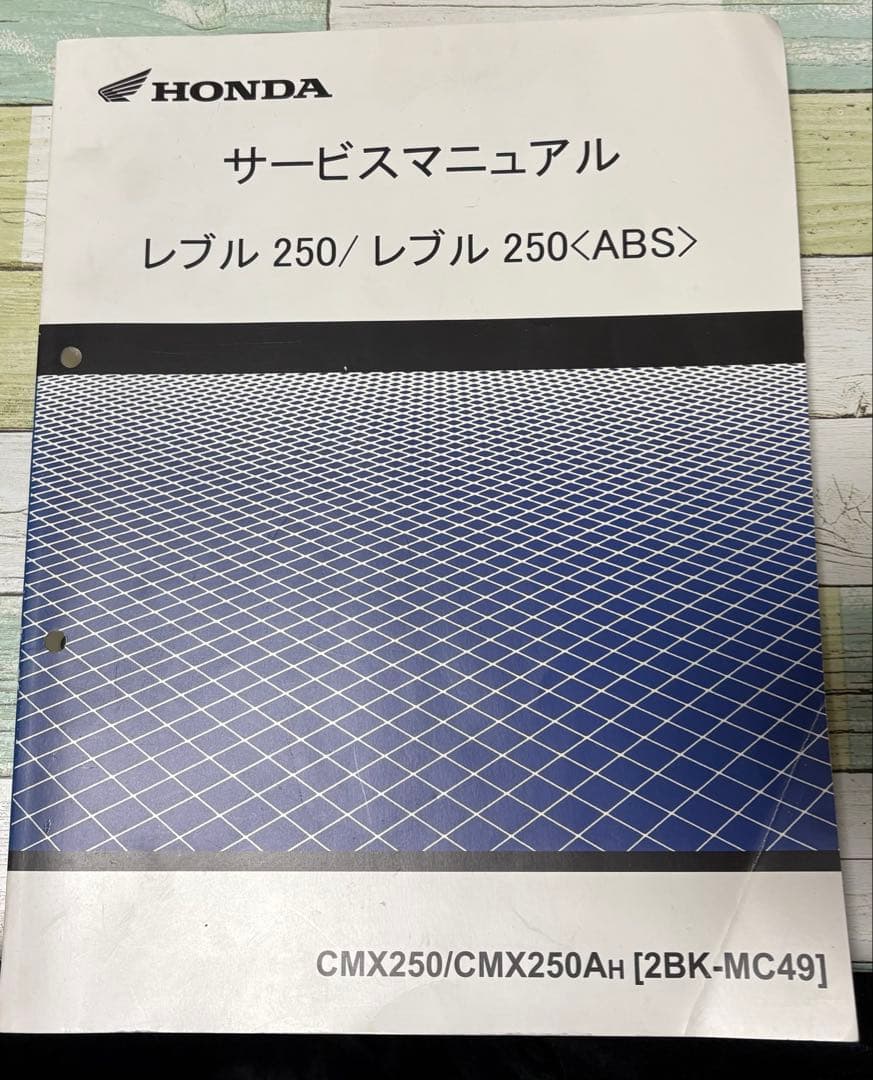 HONDA
サービスマニュアル
レブル 250/ レブル 250<ABS>
CMX250/CMX250AH [2BK-MC49]